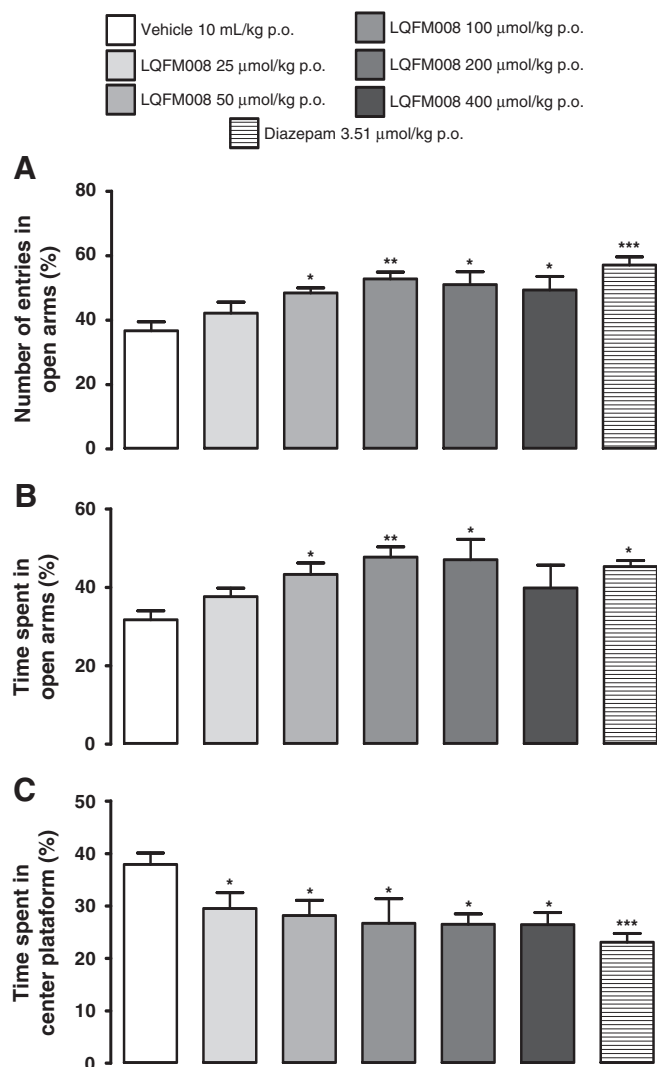 Vehicle 10 mL/kg p.o.
LQFM008 25 μmol/kg p.o.
LQFM008 50 μmol/kg p.o.
LQFM008 100 μmol/kg p.o.
LQFM008 200 μmol/kg p.o.
LQFM008 400 μmol/kg p.o.
Diazepam 3.51 μmol/kg p.o.
A
Number of entries in
open arms (%)
80
60
40
20
0
*
**
*
*
***
B
Time spent in
open arms (%)
60
40
20
0
*
**
*
*
C
Time spent in
center plataform (%)
50
40
30
20
10
0
*
*
*
*
*
***